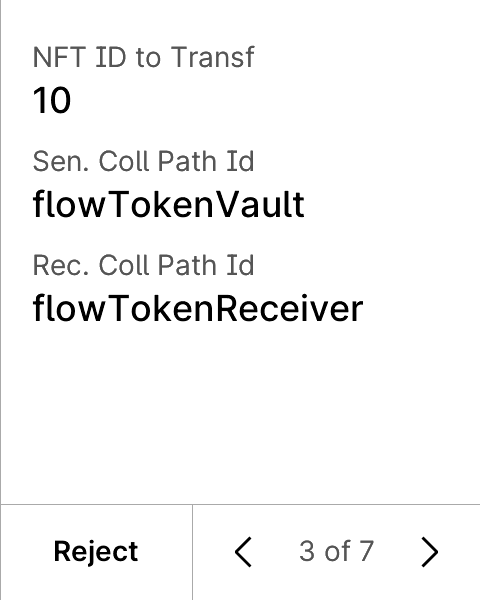 NFT ID to Transf
10
Sen. Coll Path Id
flowTokenVault
Rec. Coll Path Id
flowTokenReceiver
Reject
3 of 7